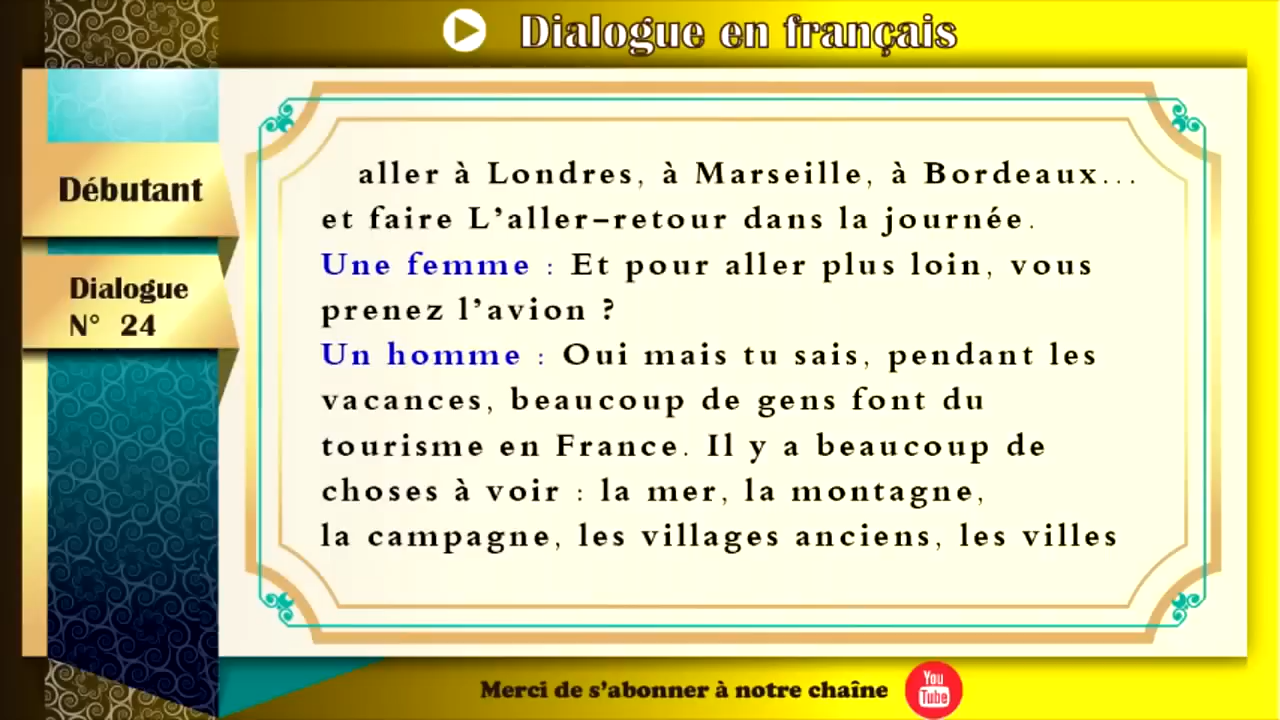 Dialogue en français
Débutant
Dialogue
N° 24
aller à Londres, à Marseille, à Bordeaux...
et faire L'aller-retour dans la journée.
Une femme : Et pour aller plus loin, vous
prenez l'avion ?
Un homme : Oui mais tu sais, pendant les
vacances, beaucoup de gens font du
tourisme en France. Il y a beaucoup de
choses à voir : la mer, la montagne,
la campagne, les villages anciens, les villes
Merci de s'abonner à notre chaîne
You
Tube